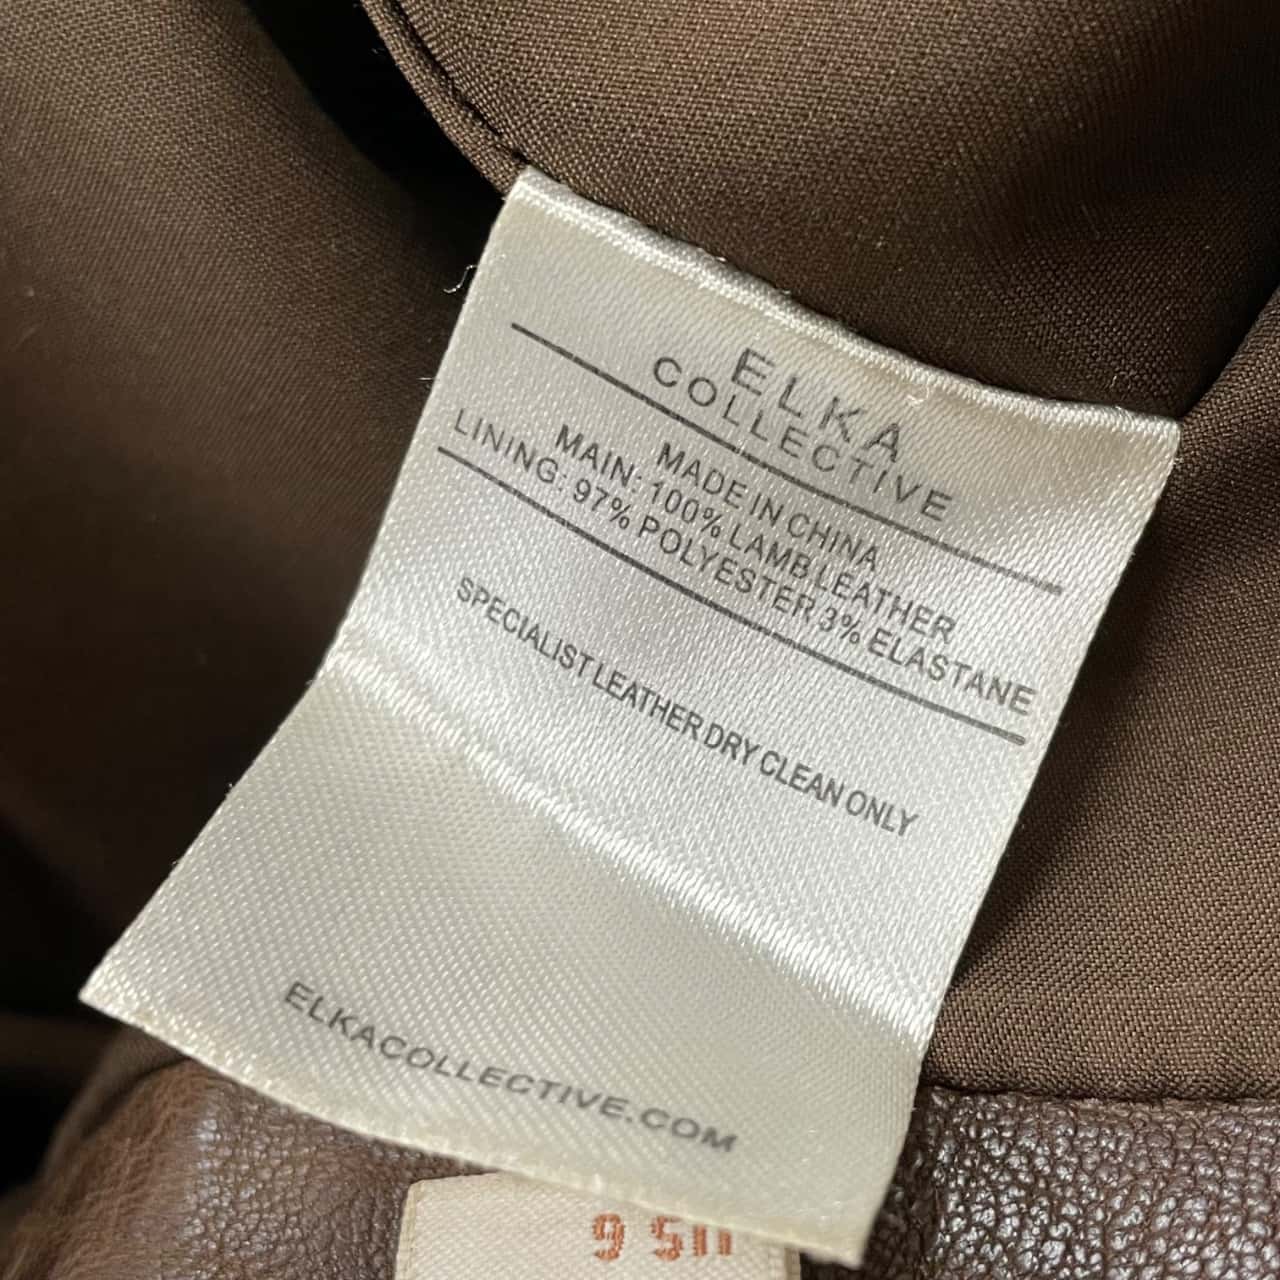 ELKA
COLLECTIVE
MADE IN CHINA
MAIN: 100% LAMB LEATHER
LINING: 97% POLYESTER 3% ELASTANE
SPECIALIST LEATHER DRY CLEAN ONLY
ELKACOLLECTIVE.COM